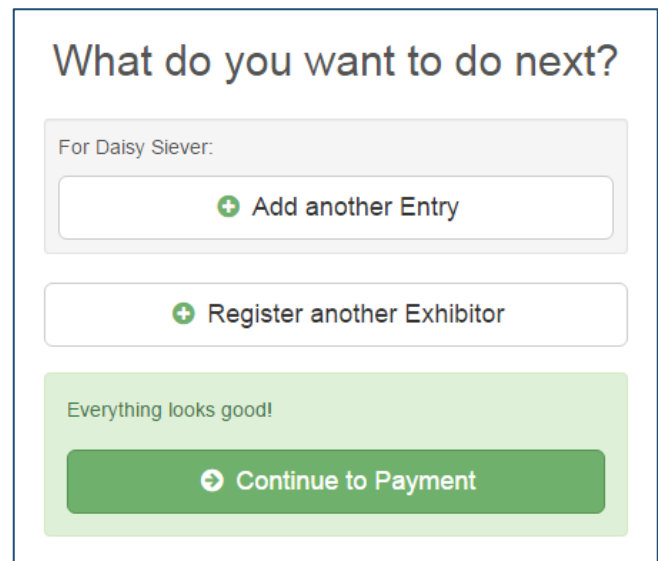 What do you want to do next?
For Daisy Siever:
Add another Entry
Register another Exhibitor
Everything looks good!
Continue to Payment